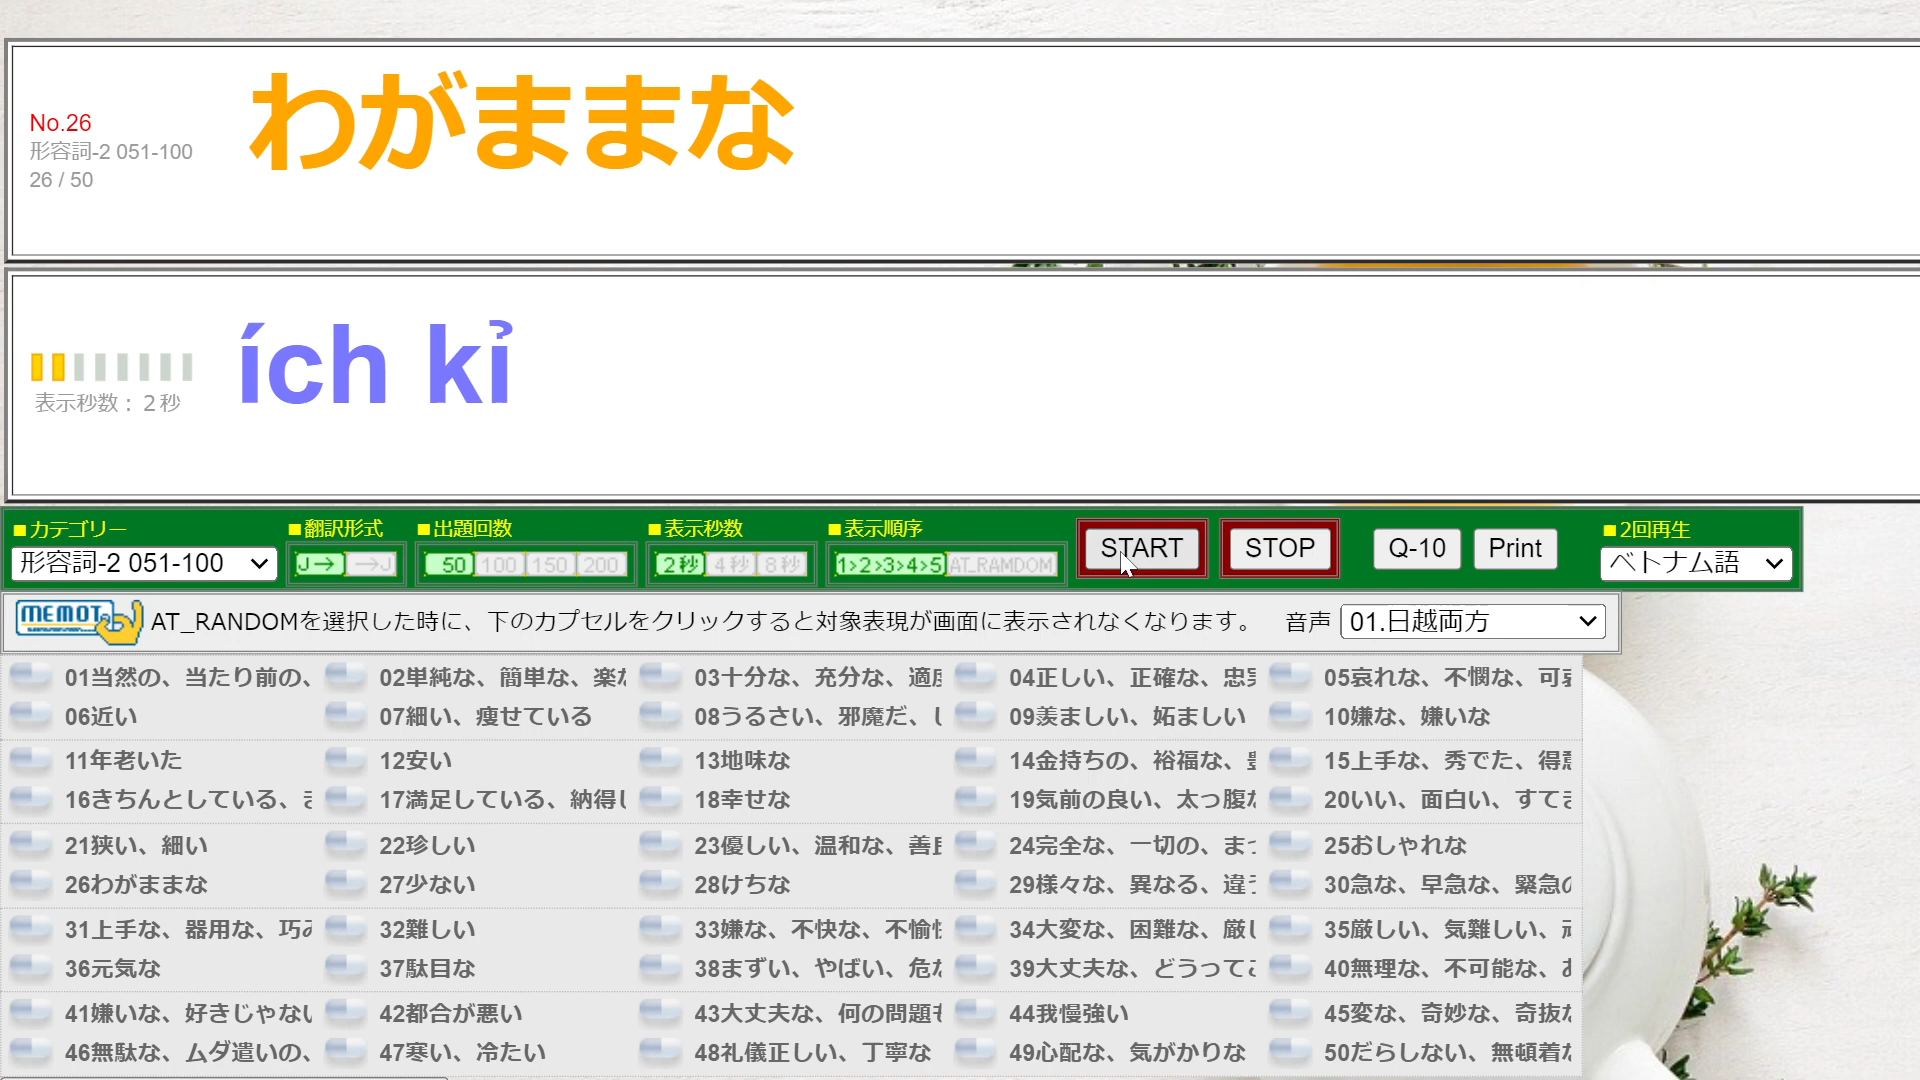 わがままな
No.26
形容詞-2 051-100
26 / 50
ích kỉ
表示秒数：2秒
■カテゴリー ■翻訳形式 ■出題回数 ■表示秒数 ■表示順序 ■2回再生
形容詞-2 051-100 J→ →J 50 100 150 200 2秒 4秒 8秒 1>2>3>4>5 AT_RAMDOM START STOP Q-10 Print ベトナム語
MEMOT AT_RANDOMを選択した時に、下のカプセルをクリックすると対象表現が画面に表示されなくなります。 音声 01.日越両方
01当然の、当たり前の、 02単純な、簡単な、楽な 03十分な、充分な、適度 04正しい、正確な、忠実 05哀れな、不憫な、可哀
06近い 07細い、痩せている 08うるさい、邪魔だ、し 09羨ましい、妬ましい 10嫌な、嫌いな
11年老いた 12安い 13地味な 14金持ちの、裕福な、豊 15上手な、秀でた、得意
16きちんとしている、き 17満足している、納得し 18幸せな 19気前の良い、太っ腹な 20いい、面白い、すてき
21狭い、細い 22珍しい 23優しい、温和な、善良 24完全な、一切の、まっ 25おしゃれな
26わがままな 27少ない 28けちな 29様々な、異なる、違う 30急な、早急な、緊急の
31上手な、器用な、巧み 32難しい 33嫌な、不快な、不愉快 34大変な、困難な、厳し 35厳しい、気難しい、頑
36元気な 37駄目な 38まずい、やばい、危な 39大丈夫な、どうってこ 40無理な、不可能な、あ
41嫌いな、好きじゃない 42都合が悪い 43大丈夫な、何の問題も 44我慢強い 45変な、奇妙な、奇抜な
46無駄な、ムダ遣いの、 47寒い、冷たい 48礼儀正しい、丁寧な 49心配な、気がかりな 50だらしない、無頓着な